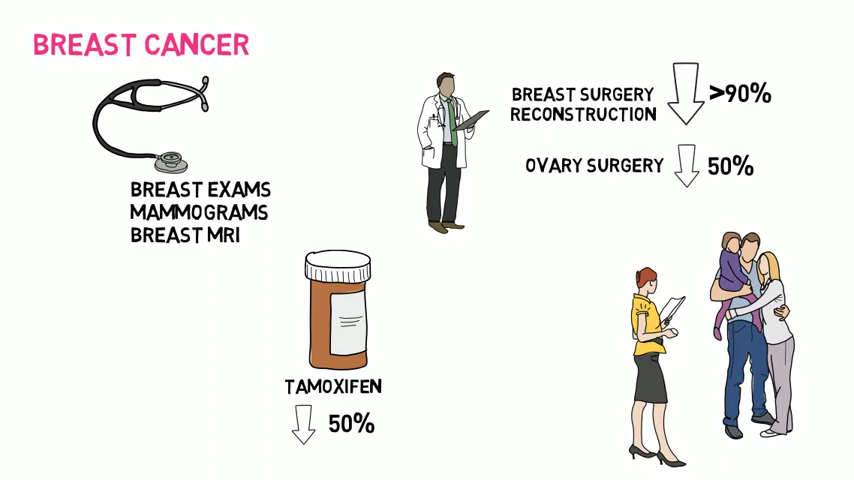 BREAST CANCER
BREAST EXAMS
MAMMOGRAMS
BREAST MRI
TAMOXIFEN
50%
BREAST SURGERY
RECONSTRUCTION
>90%
OVARY SURGERY
50%